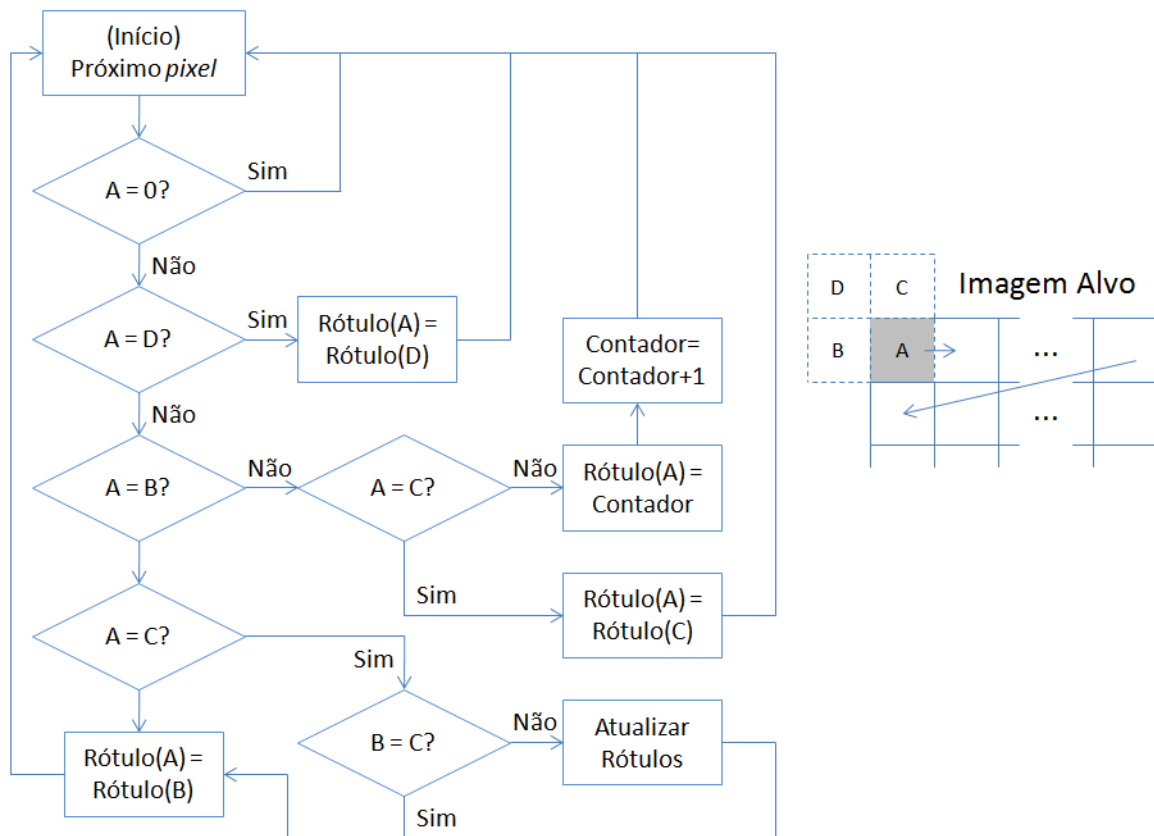 (Início)
Próximo pixel
A = 0?
Sim
Não
A = D?
Sim
Rótulo(A) =
Rótulo(D)
Não
A = B?
Não
A = C?
Não
Rótulo(A) =
Contador
Contador=
Contador+1
Sim
Rótulo(A) =
Rótulo(C)
A = C?
Sim
B = C?
Não
Atualizar
Rótulos
Sim
Rótulo(A) =
Rótulo(B)
Imagem Alvo
D
C
B
A
...
...